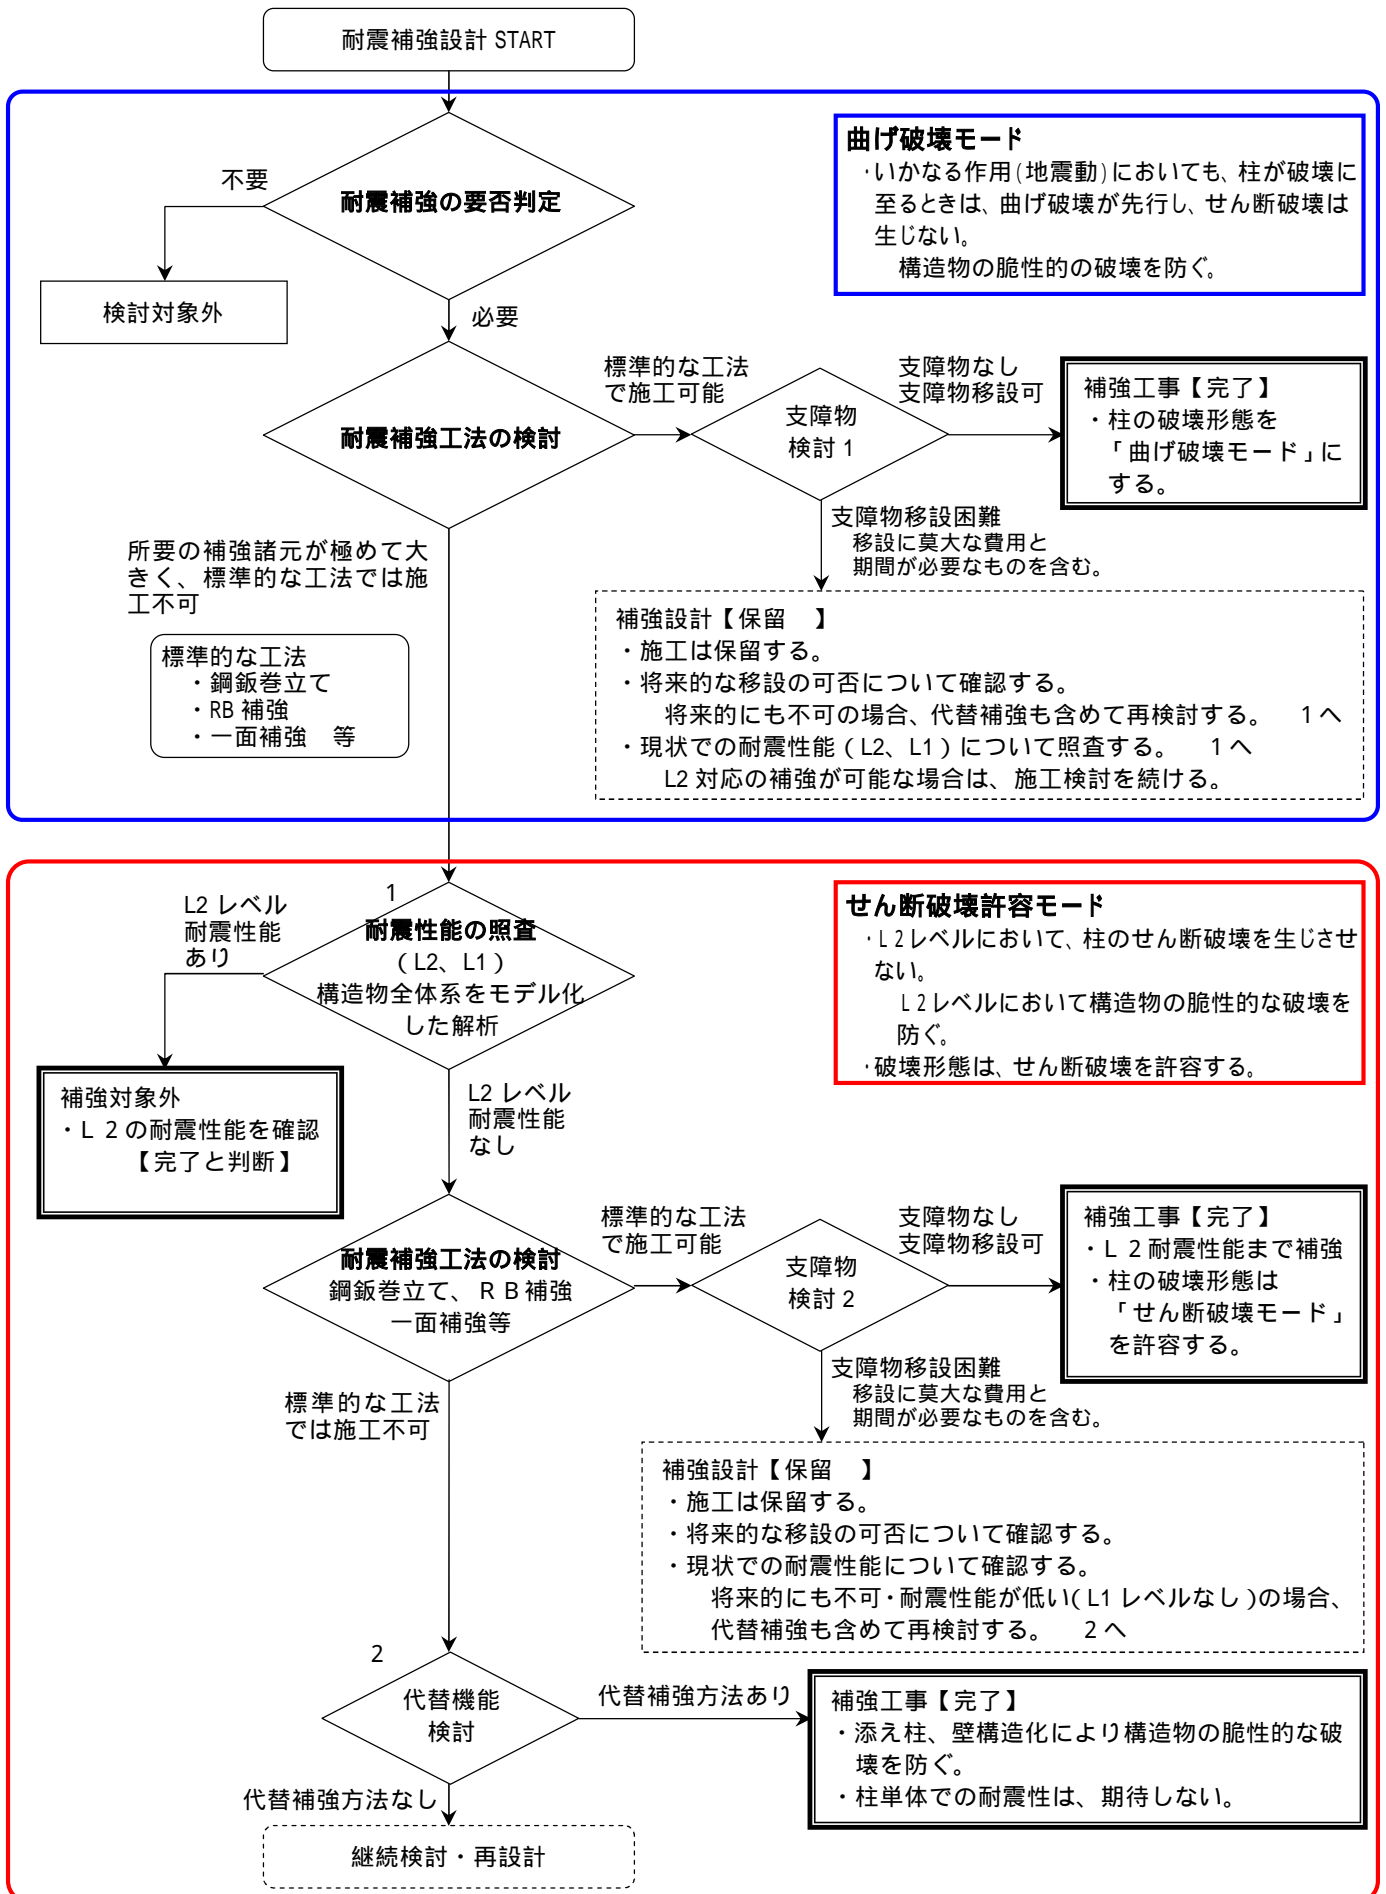 耐震補強設計 START
曲げ破壊モード
・いかなる作用(地震動)においても、柱が破壊に
至るときは、曲げ破壊が先行し、せん断破壊は
生じない。
構造物の脆性的の破壊を防ぐ。
不要
耐震補強の要否判定
検討対象外
必要
耐震補強工法の検討
標準的な工法
で施工可能
支障物
検討1
支障物なし
支障物移設可
補強工事【完了】
・柱の破壊形態を
「曲げ破壊モード」に
する。
支障物移設困難
移設に莫大な費用と
期間が必要なものを含む。
所要の補強諸元が極めて大
きく、標準的な工法では施
工不可
標準的な工法
・鋼鈑巻立て
・RB補強
・一面補強 等
補強設計【保留 】
・施工は保留する。
・将来的な移設の可否について確認する。
将来的にも不可の場合、代替補強も含めて再検討する。 1へ
・現状での耐震性能(L2、L1)について照査する。 1へ
L2対応の補強が可能な場合は、施工検討を続ける。
せん断破壊許容モード
・L2レベルにおいて、柱のせん断破壊を生じさせ
ない。
L2レベルにおいて構造物の脆性的な破壊を
防ぐ。
・破壊形態は、せん断破壊を許容する。
1
L2レベル
耐震性能
あり
耐震性能の照査
(L2、L1)
構造物全体系をモデル化
した解析
補強対象外
・L2の耐震性能を確認
【完了と判断】
L2レベル
耐震性能
なし
耐震補強工法の検討
鋼鈑巻立て、RB補強
一面補強等
標準的な工法
で施工可能
支障物
検討2
支障物なし
支障物移設可
補強工事【完了】
・L2耐震性能まで補強
・柱の破壊形態は
「せん断破壊モード」
を許容する。
支障物移設困難
移設に莫大な費用と
期間が必要なものを含む。
標準的な工法
では施工不可
補強設計【保留 】
・施工は保留する。
・将来的な移設の可否について確認する。
・現状での耐震性能について確認する。
将来的にも不可・耐震性能が低い(L1レベルなし)の場合、
代替補強も含めて再検討する。 2へ
2
代替機能
検討
代替補強方法あり
補強工事【完了】
・添え柱、壁構造化により構造物の脆性的な破
壊を防ぐ。
・柱単体での耐震性は、期待しない。
代替補強方法なし
継続検討・再設計